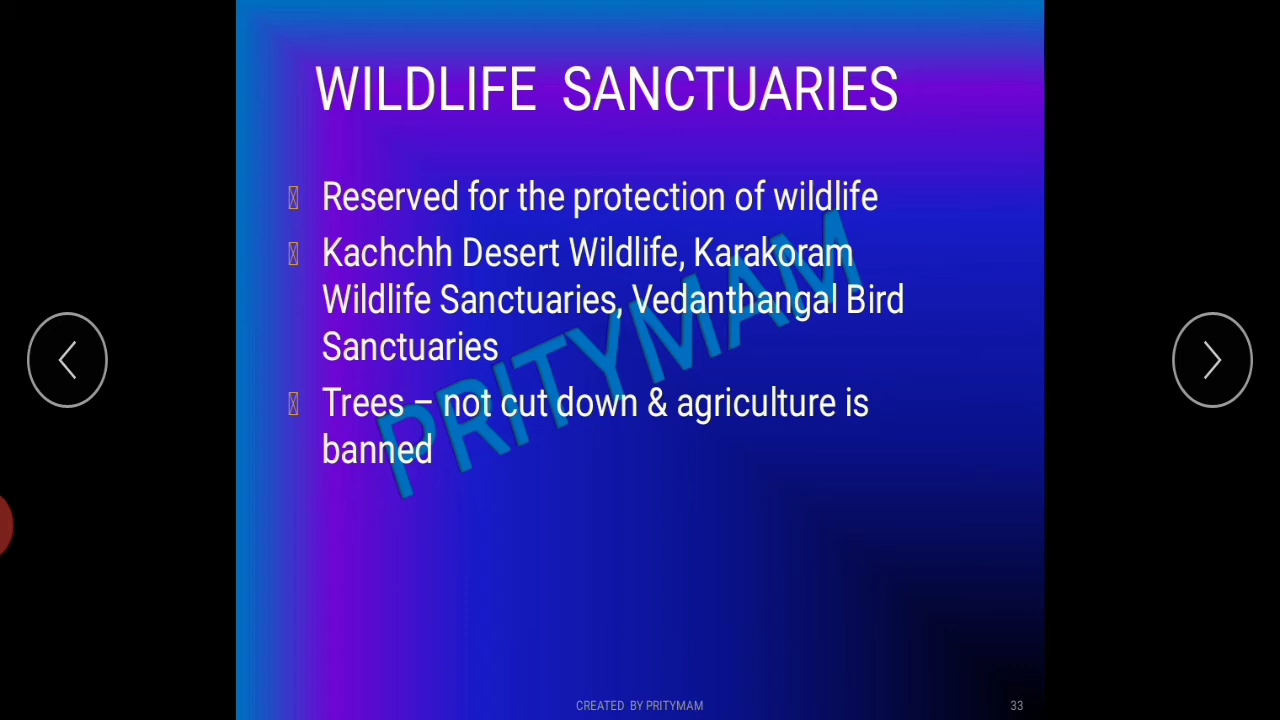 WILDLIFE SANCTUARIES
Reserved for the protection of wildlife
Kachchh Desert Wildlife, Karakoram
Wildlife Sanctuaries, Vedanthangal Bird
Sanctuaries
Trees – not cut down & agriculture is
banned
PRITYMAM
CREATED BY PRITYMAM
33